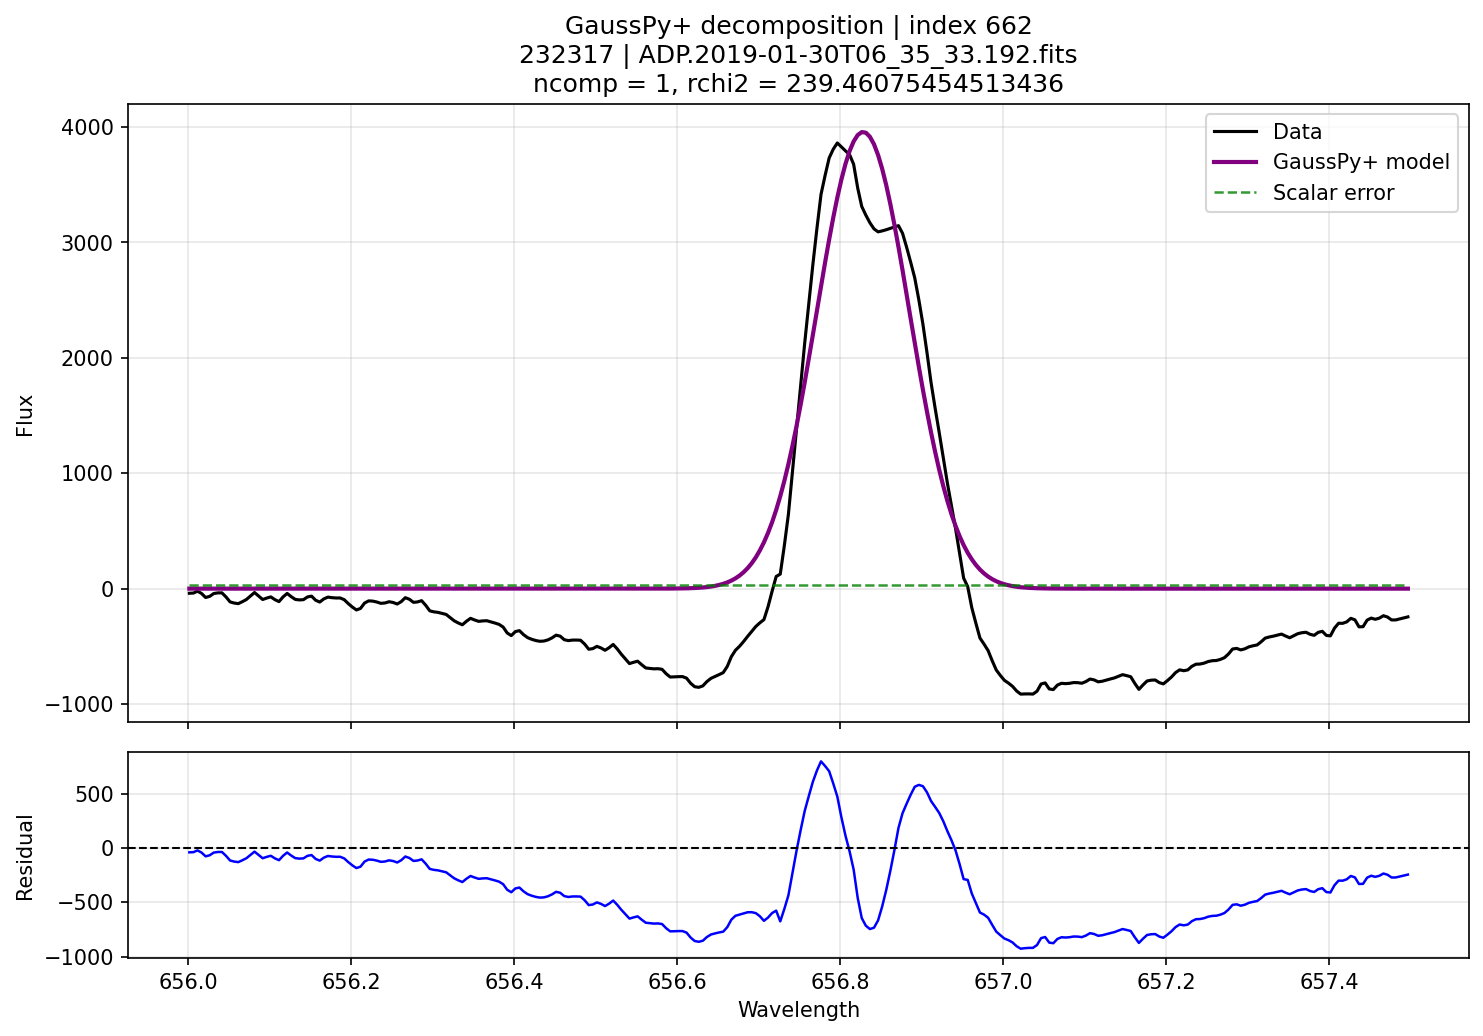 GaussPy+ decomposition | index 662
232317 | ADP.2019-01-30T06_35_33.192.fits
ncomp = 1, rchi2 = 239.46075454513436
Data
GaussPy+ model
Scalar error
4000
3000
2000
1000
0
−1000
Flux
500
0
−500
−1000
Residual
656.0
656.2
656.4
656.6
656.8
657.0
657.2
657.4
Wavelength